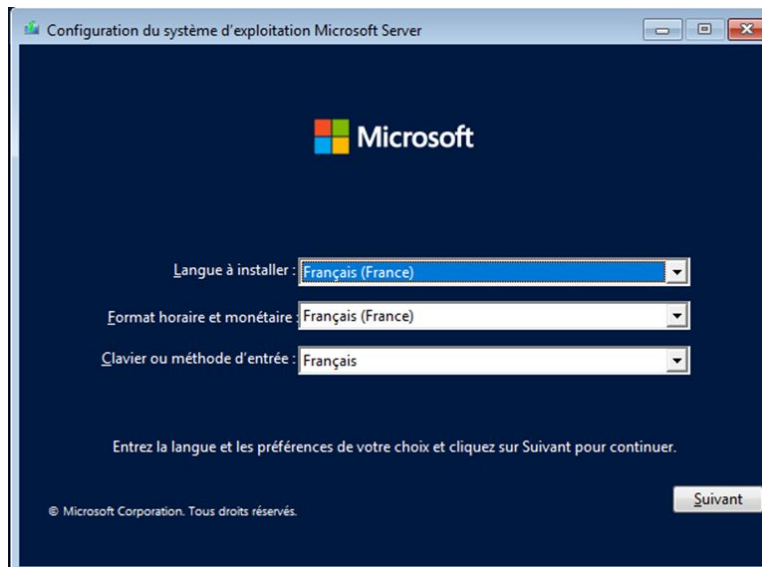 Configuration du système d'exploitation Microsoft Server
Microsoft
Langue à installer : Français (France)
Format horaire et monétaire : Français (France)
Clavier ou méthode d'entrée : Français
Entrez la langue et les préférences de votre choix et cliquez sur Suivant pour continuer.
Suivant
© Microsoft Corporation. Tous droits réservés.